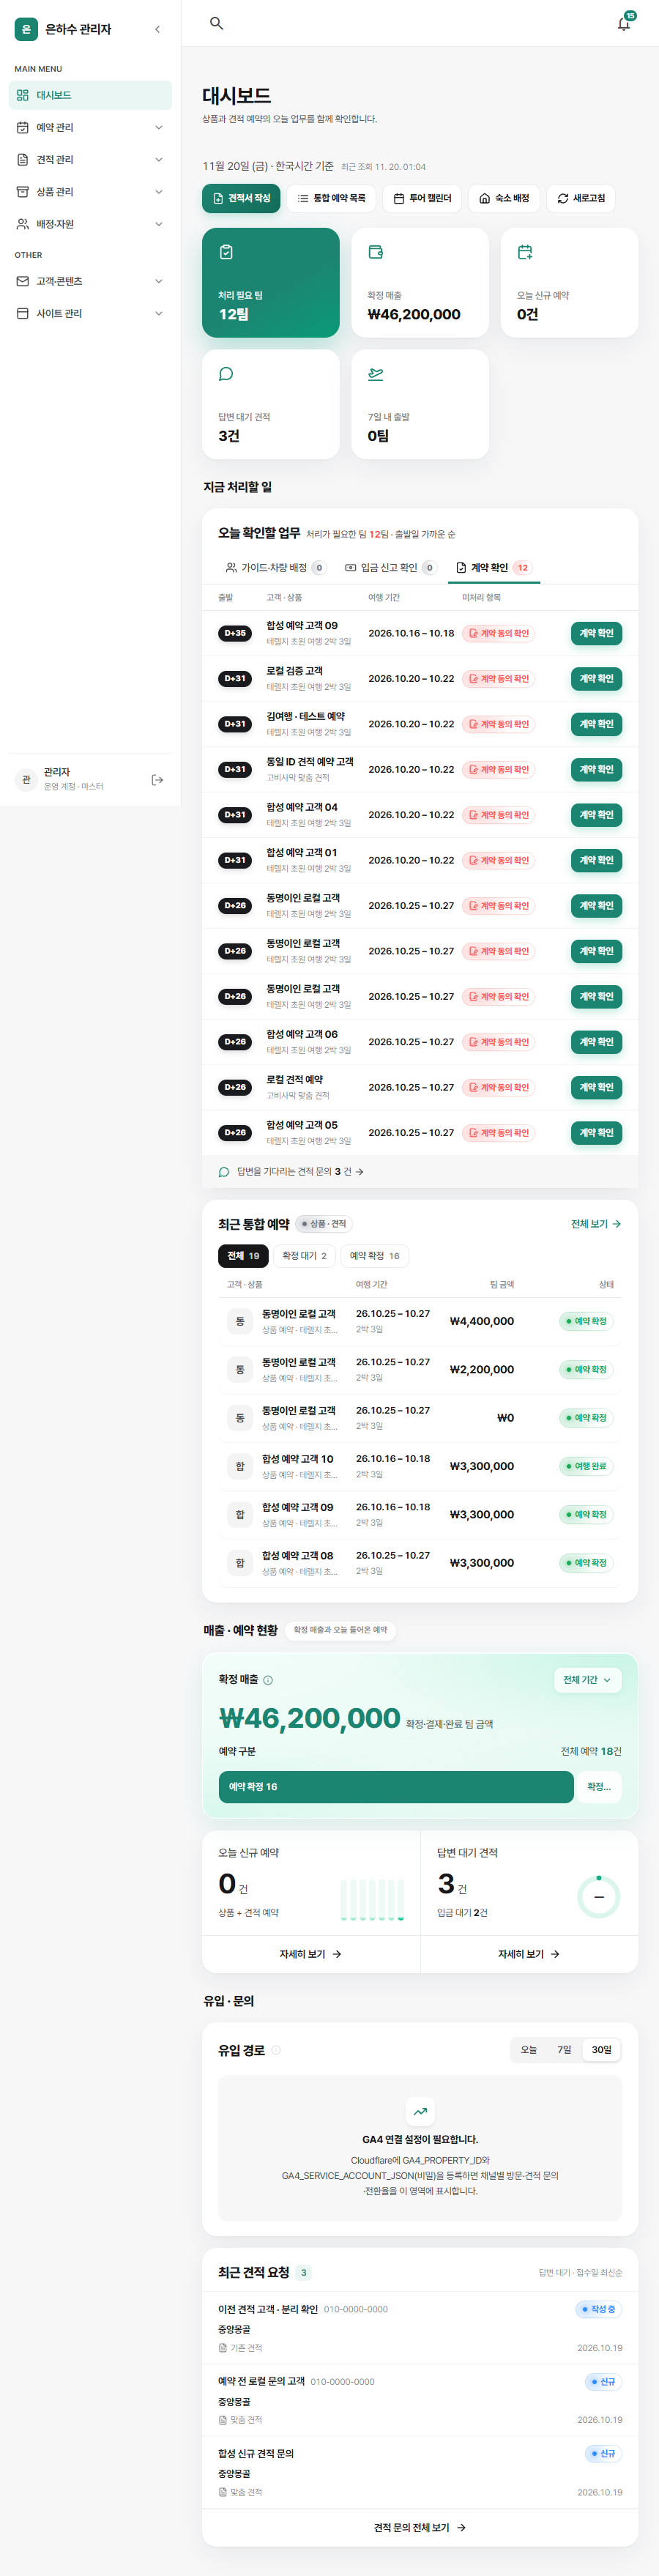 온 은하수 관리자
MAIN MENU
대시보드
예약 관리
견적 관리
상품 관리
배정·자원
OTHER
고객·콘텐츠
사이트 관리
관 관리자
운영 계정 · 마스터
15
대시보드
상품과 견적 예약의 오늘 업무를 함께 확인합니다.
11월 20일 (금) · 한국시간 기준 최근 조회 11. 20. 01:04
견적서 작성 통합 예약 목록 투어 캘린더 숙소 배정 새로고침
처리 필요 팀
12팀
확정 매출
₩46,200,000
오늘 신규 예약
0건
답변 대기 견적
3건
7일 내 출발
0팀
지금 처리할 일
오늘 확인할 업무 처리가 필요한 팀 12팀 · 출발일 가까운 순
가이드·차량 배정 0 입금 신고 확인 0 계약 확인 12
출발 고객 · 상품 여행 기간 미처리 항목
D+35 합성 예약 고객 09 2026.10.16 – 10.18 계약 동의 확인 계약 확인
테렐지 초원 여행 2박 3일
D+31 로컬 검증 고객 2026.10.20 – 10.22 계약 동의 확인 계약 확인
테렐지 초원 여행 2박 3일
D+31 김여행 · 테스트 예약 2026.10.20 – 10.22 계약 동의 확인 계약 확인
테렐지 초원 여행 2박 3일
D+31 동일 ID 견적 예약 고객 2026.10.20 – 10.22 계약 동의 확인 계약 확인
고비사막 맞춤 견적
D+31 합성 예약 고객 04 2026.10.20 – 10.22 계약 동의 확인 계약 확인
테렐지 초원 여행 2박 3일
D+31 합성 예약 고객 01 2026.10.20 – 10.22 계약 동의 확인 계약 확인
테렐지 초원 여행 2박 3일
D+26 동명이인 로컬 고객 2026.10.25 – 10.27 계약 동의 확인 계약 확인
테렐지 초원 여행 2박 3일
D+26 동명이인 로컬 고객 2026.10.25 – 10.27 계약 동의 확인 계약 확인
테렐지 초원 여행 2박 3일
D+26 동명이인 로컬 고객 2026.10.25 – 10.27 계약 동의 확인 계약 확인
테렐지 초원 여행 2박 3일
D+26 합성 예약 고객 06 2026.10.25 – 10.27 계약 동의 확인 계약 확인
테렐지 초원 여행 2박 3일
D+26 로컬 견적 예약 2026.10.25 – 10.27 계약 동의 확인 계약 확인
고비사막 맞춤 견적
D+26 합성 예약 고객 05 2026.10.25 – 10.27 계약 동의 확인 계약 확인
테렐지 초원 여행 2박 3일
답변을 기다리는 견적 문의 3 건 →
최근 통합 예약 상품 · 견적 전체 보기 →
전체 19 확정 대기 2 예약 확정 16
고객 · 상품 여행 기간 팀 금액 상태
동 동명이인 로컬 고객 26.10.25 – 10.27 ₩4,400,000 예약 확정
상품 예약 · 테렐지 초... 2박 3일
동 동명이인 로컬 고객 26.10.25 – 10.27 ₩2,200,000 예약 확정
상품 예약 · 테렐지 초... 2박 3일
동 동명이인 로컬 고객 26.10.25 – 10.27 ₩0 예약 확정
상품 예약 · 테렐지 초... 2박 3일
합 합성 예약 고객 10 26.10.16 – 10.18 ₩3,300,000 여행 완료
상품 예약 · 테렐지 초... 2박 3일
합 합성 예약 고객 09 26.10.16 – 10.18 ₩3,300,000 예약 확정
상품 예약 · 테렐지 초... 2박 3일
합 합성 예약 고객 08 26.10.25 – 10.27 ₩3,300,000 예약 확정
상품 예약 · 테렐지 초... 2박 3일
매출 · 예약 현황 확정 매출과 오늘 들어온 예약
확정 매출 전체 기간
₩46,200,000 확정·결제·완료 팀 금액
예약 구분 전체 예약 18건
예약 확정 16 확정...
오늘 신규 예약
0 건
상품 + 견적 예약
자세히 보기 →
답변 대기 견적
3 건
입금 대기 2건
–
자세히 보기 →
유입 · 문의
유입 경로 오늘 7일 30일
GA4 연결 설정이 필요합니다.
Cloudflare에 GA4_PROPERTY_ID와
GA4_SERVICE_ACCOUNT_JSON(비밀)을 등록하면 채널별 방문·견적 문의
·전환율을 이 영역에 표시합니다.
최근 견적 요청 3 답변 대기 · 접수일 최신순
이전 견적 고객 · 분리 확인 010-0000-0000 작성 중
중앙몽골
기존 견적 2026.10.19
예약 전 로컬 문의 고객 010-0000-0000 신규
중앙몽골
맞춤 견적 2026.10.19
합성 신규 견적 문의 신규
중앙몽골
맞춤 견적 2026.10.19
견적 문의 전체 보기 →